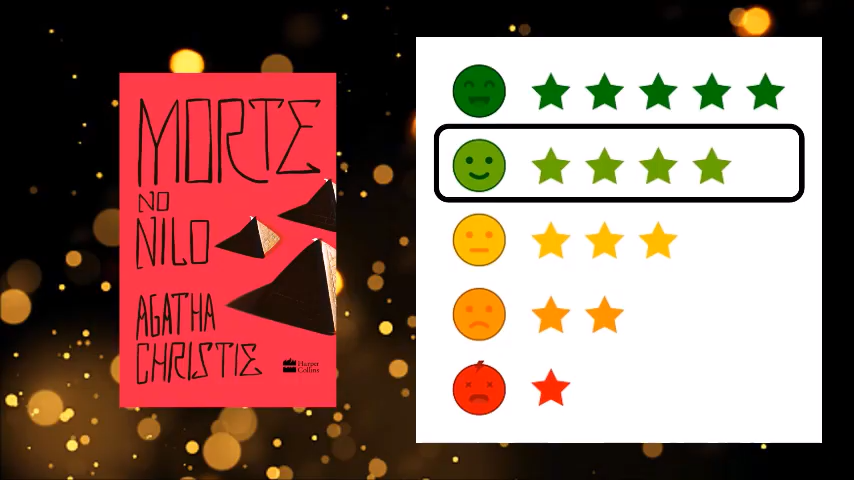 MORTE
NO
NILO
AGATHA
CHRISTIE
Harper
Collins